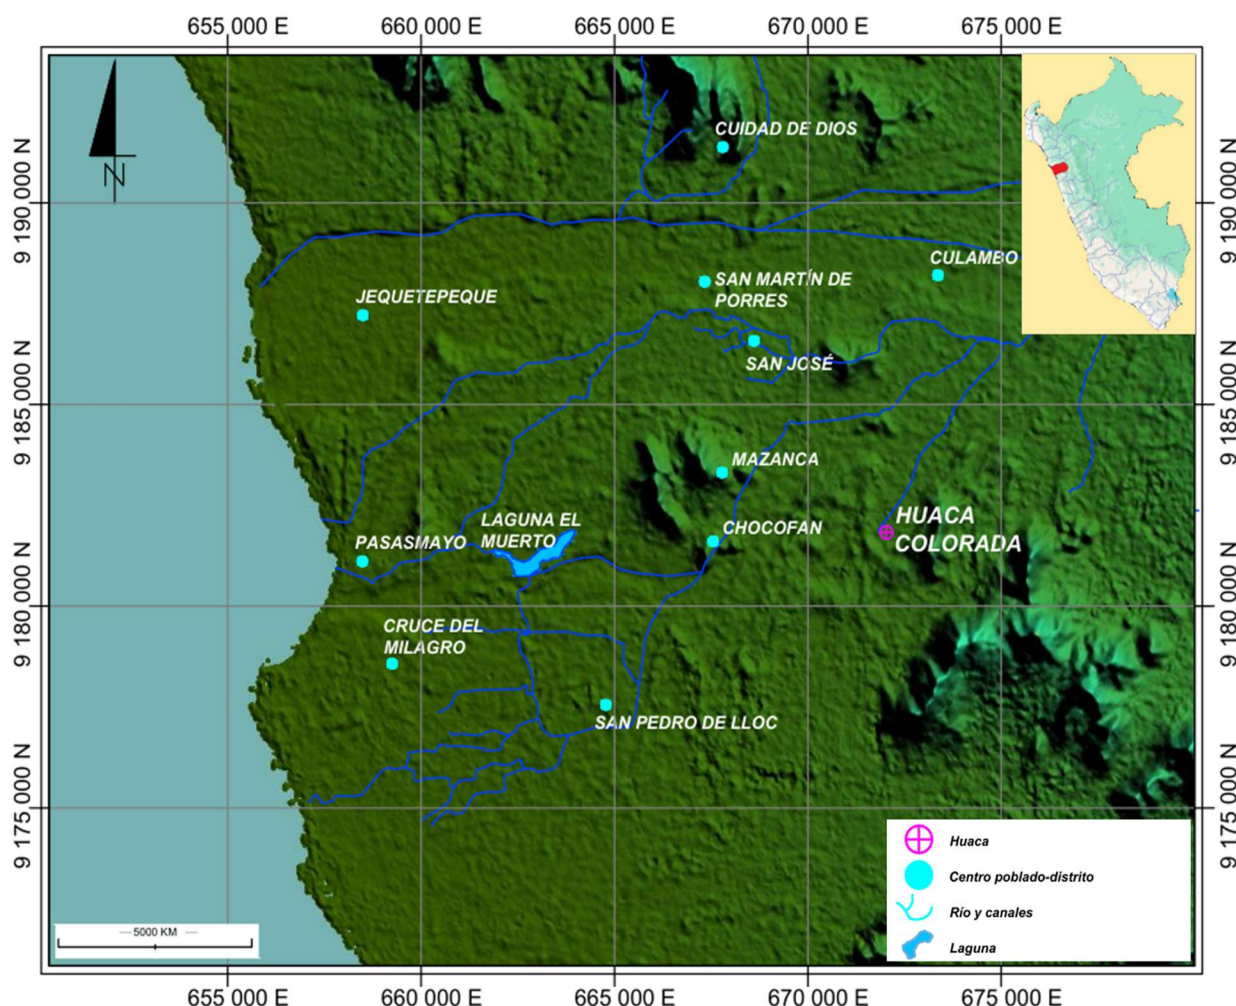 655 000 E
660 000 E
665 000 E
670 000 E
675 000 E
CUIDAD DE DIOS
N
9 190 000 N
9 190 000 N
CULAMBO
SAN MARTÍN DE
PORRES
JEQUETEPEQUE
SAN JOSÉ
9 185 000 N
9 185 000 N
MAZANCA
HUACA
COLORADA
LAGUNA EL
MUERTO
CHOCOFAN
PASASMAYO
9 180 000 N
9 180 000 N
CRUCE DEL
MILAGRO
SAN PEDRO DE LLOC
9 175 000 N
9 175 000 N
Huaca
Centro poblado-distrito
Río y canales
Laguna
5000 KM
655 000 E
660 000 E
665 000 E
670 000 E
675 000 E